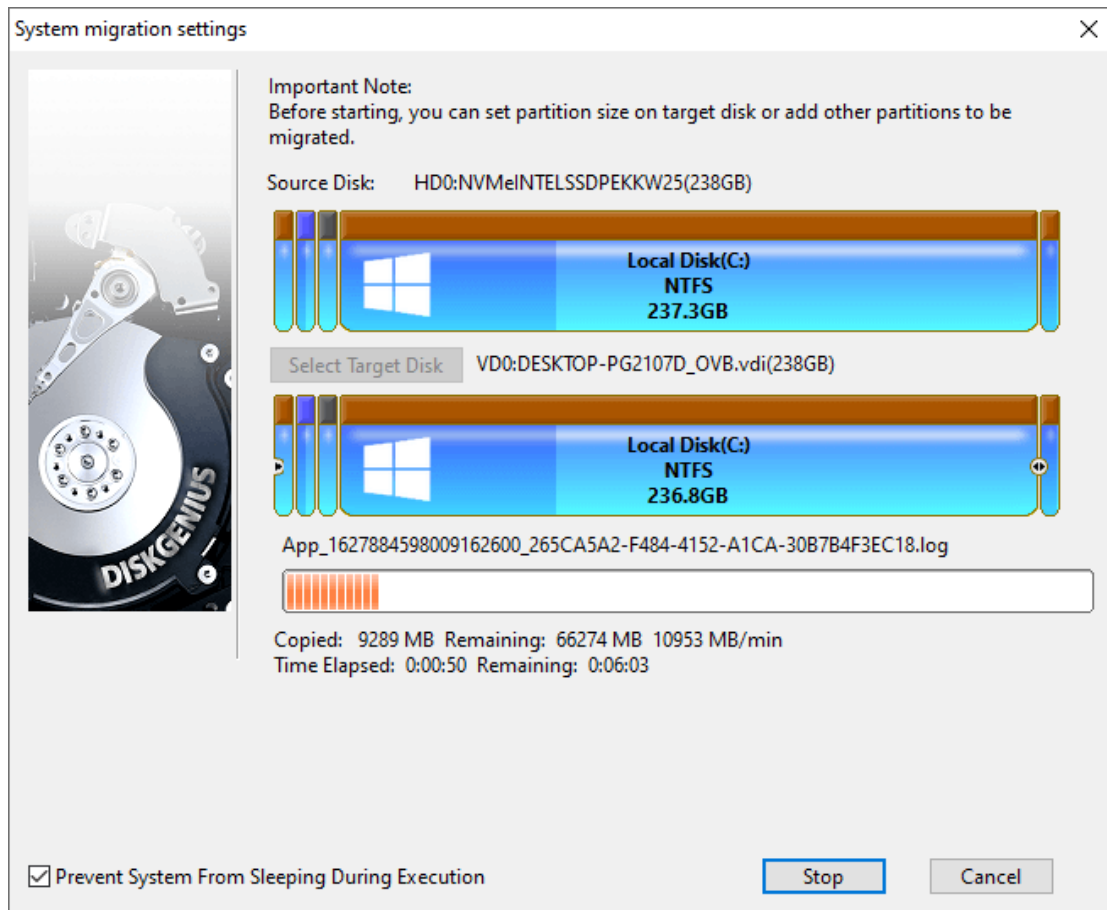 System migration settings
Important Note:
Before starting, you can set partition size on target disk or add other partitions to be
migrated.
Source Disk: HD0:NVMeINTELSSDPEKKW25(238GB)
Local Disk(C:)
NTFS
237.3GB
Select Target Disk VD0:DESKTOP-PG2107D_OVB.vdi(238GB)
Local Disk(C:)
NTFS
236.8GB
App_1627884598009162600_265CA5A2-F484-4152-A1CA-30B7B4F3EC18.log
DISKGENIUS
Copied: 9289 MB Remaining: 66274 MB 10953 MB/min
Time Elapsed: 0:00:50 Remaining: 0:06:03
Prevent System From Sleeping During Execution
Stop
Cancel